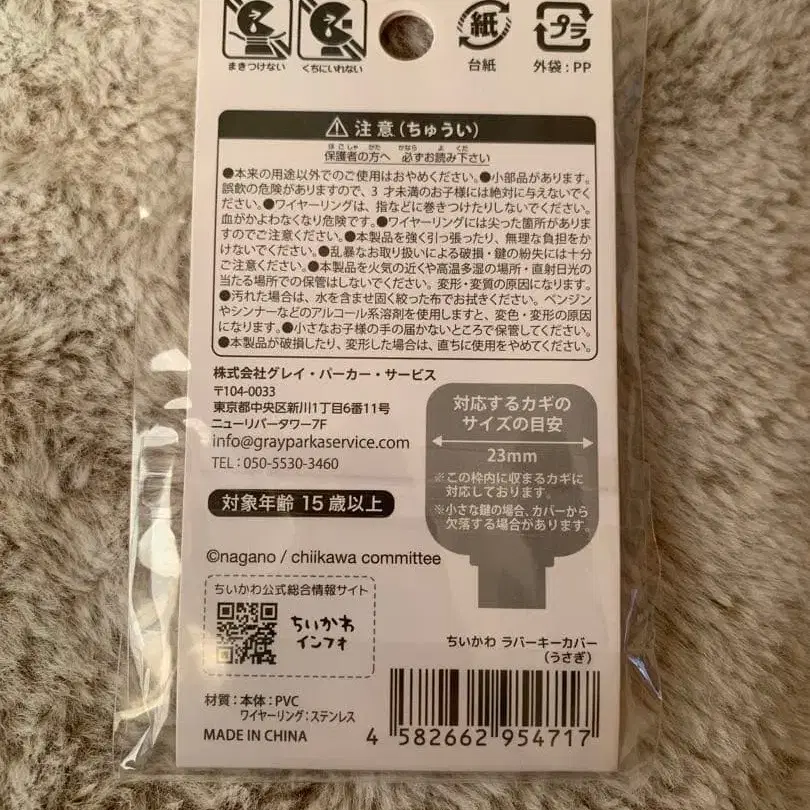 まきつけない くちにいれない 紙 台紙 プラ 外袋:PP
⚠ 注意(ちゅうい)
ほごしゃ かた かなら よ くだ
保護者の方へ 必ずお読み下さい
●本来の用途以外でのご使用はおやめください。●小部品があります。
誤飲の危険がありますので、3 才未満のお子様には絶対に与えないでく
ださい。●ワイヤーリングは、指などに巻きつけたりしないでください。
血がかよわなくなり危険です。●ワイヤーリングには尖った箇所がありま
すのでご注意ください。●本製品を強く引っ張ったり、無理な負担をか
けないでください。●乱暴なお取り扱いによる破損・鍵の紛失には十分
ご注意ください。●本製品を火気の近くや高温多湿の場所・直射日光の
当たる場所での保管はしないでください。変形・変質の原因になります。
●汚れた場合は、水を含ませ固く絞った布でお拭きください。ベンジン
やシンナーなどのアルコール系溶剤を使用しますと、変色・変形の原因
になります。●小さなお子様の手の届かないところで保管してください。
●本製品が破損したり、変形した場合は、直ちに使用をやめてください。
株式会社グレイ・パーカー・サービス
〒104-0033
東京都中央区新川1丁目6番11号
ニューリバータワー7F
info@grayparkaservice.com
TEL:050-5530-3460
対象年齢 15 歳以上
対応するカギの
サイズの目安
23mm
※この枠内に収まるカギに
対応しております。
※小さな鍵の場合、カバーから
欠落する場合があります。
©nagano / chiikawa committee
ちいかわ公式総合情報サイト
ちいかわ
インフォ
ちいかわ ラバーキーカバー
(うさぎ)
材質:本体:PVC
ワイヤーリング:ステンレス
MADE IN CHINA
4 582662 954717